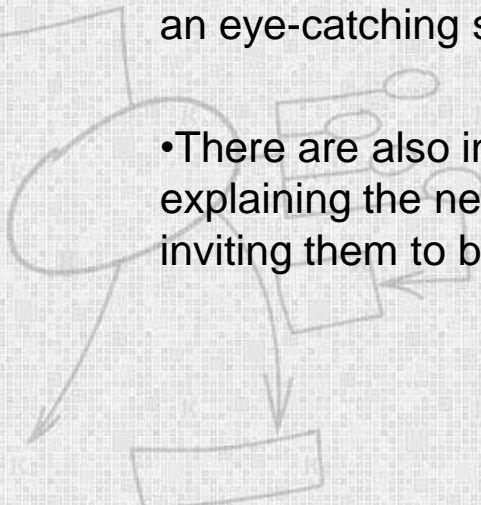 an eye-catching s
•There are also in
explaining the ne
inviting them to b